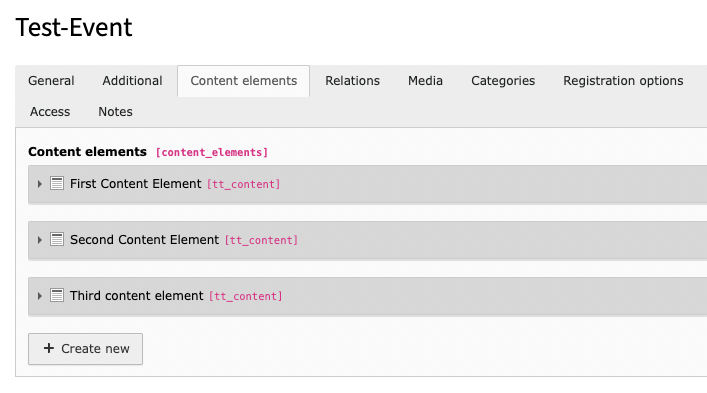 Test-Event
General Additional Content elements Relations Media Categories Registration options
Access Notes
Content elements [content_elements]
First Content Element [tt_content]
Second Content Element [tt_content]
Third content element [tt_content]
+ Create new